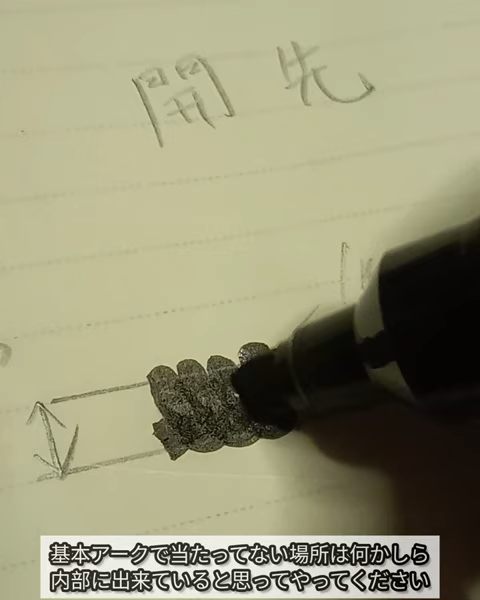 開先
基本アークで当たってない場所は何かしら
内部に出来ていると思ってやってください